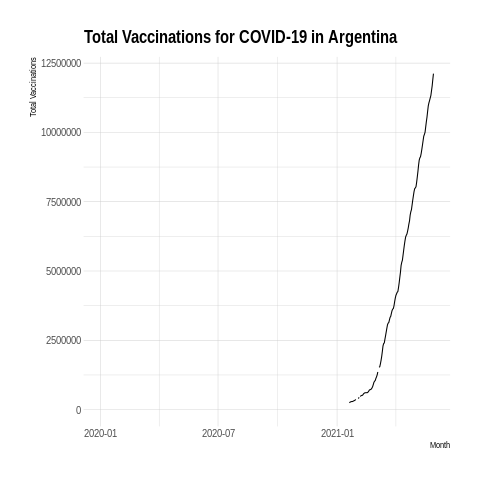 Total Vaccinations for COVID-19 in Argentina
Total Vaccinations
12500000
10000000
7500000
5000000
2500000
0
2020-01 2020-07 2021-01
Month